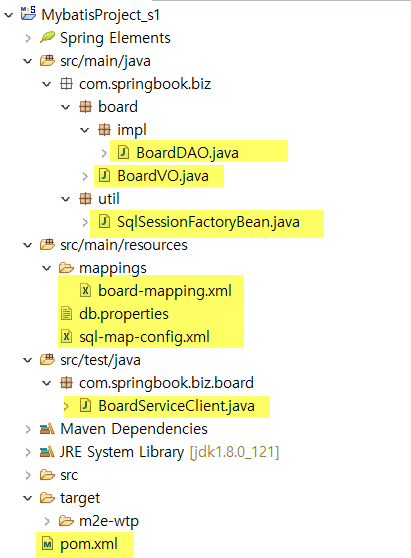 MybatisProject_s1
Spring Elements
src/main/java
com.springbook.biz
board
impl
BoardDAO.java
BoardVO.java
util
SqlSessionFactoryBean.java
src/main/resources
mappings
board-mapping.xml
db.properties
sql-map-config.xml
src/test/java
com.springbook.biz.board
BoardServiceClient.java
Maven Dependencies
JRE System Library [jdk1.8.0_121]
src
target
m2e-wtp
pom.xml